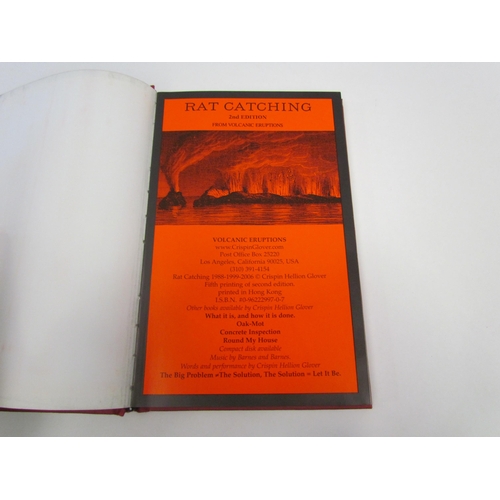 RAT CATCHING
2nd EDITION
FROM VOLCANIC ERUPTIONS
VOLCANIC ERUPTIONS
www.CrispinGlover.com
Post Office Box 25220
Los Angeles, California 90025, USA
(310) 391-4154
Rat Catching 1988-1999-2006 © Crispin Hellion Glover
Fifth printing of second edition
printed in Hong Kong
I.S.B.N. #0-96222997-0-7
Other books available by Crispin Hellion Glover
What it is, and how it is done.
Oak-Mot
Concrete Inspection
Round My House
Compact disk available
Music by Barnes and Barnes.
Words and performance by Crispin Hellion Glover
The Big Problem ≠ The Solution, The Solution = Let It Be.